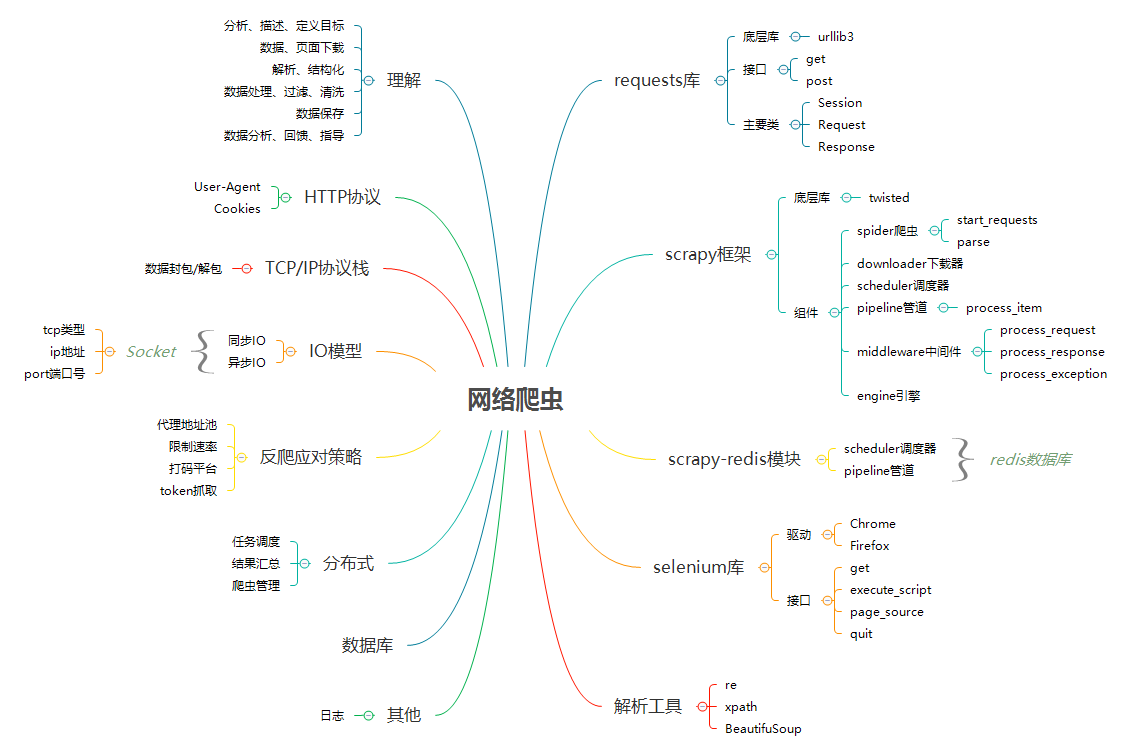 网络爬虫
理解
分析、描述、定义目标
数据、页面下载
解析、结构化
数据处理、过滤、清洗
数据保存
数据分析、回馈、指导
HTTP协议
User-Agent
Cookies
TCP/IP协议栈
数据封包/解包
IO模型
同步IO
异步IO
Socket
tcp类型
ip地址
port端口号
反爬应对策略
代理地址池
限制速率
打码平台
token抓取
分布式
任务调度
结果汇总
爬虫管理
数据库
其他
日志
requests库
底层库
urllib3
接口
get
post
主要类
Session
Request
Response
scrapy框架
底层库
twisted
组件
spider爬虫
start_requests
parse
downloader下载器
scheduler调度器
pipeline管道
process_item
middleware中间件
process_request
process_response
process_exception
engine引擎
scrapy-redis模块
scheduler调度器
pipeline管道
redis数据库
selenium库
驱动
Chrome
Firefox
接口
get
execute_script
page_source
quit
解析工具
re
xpath
BeautifuSoup